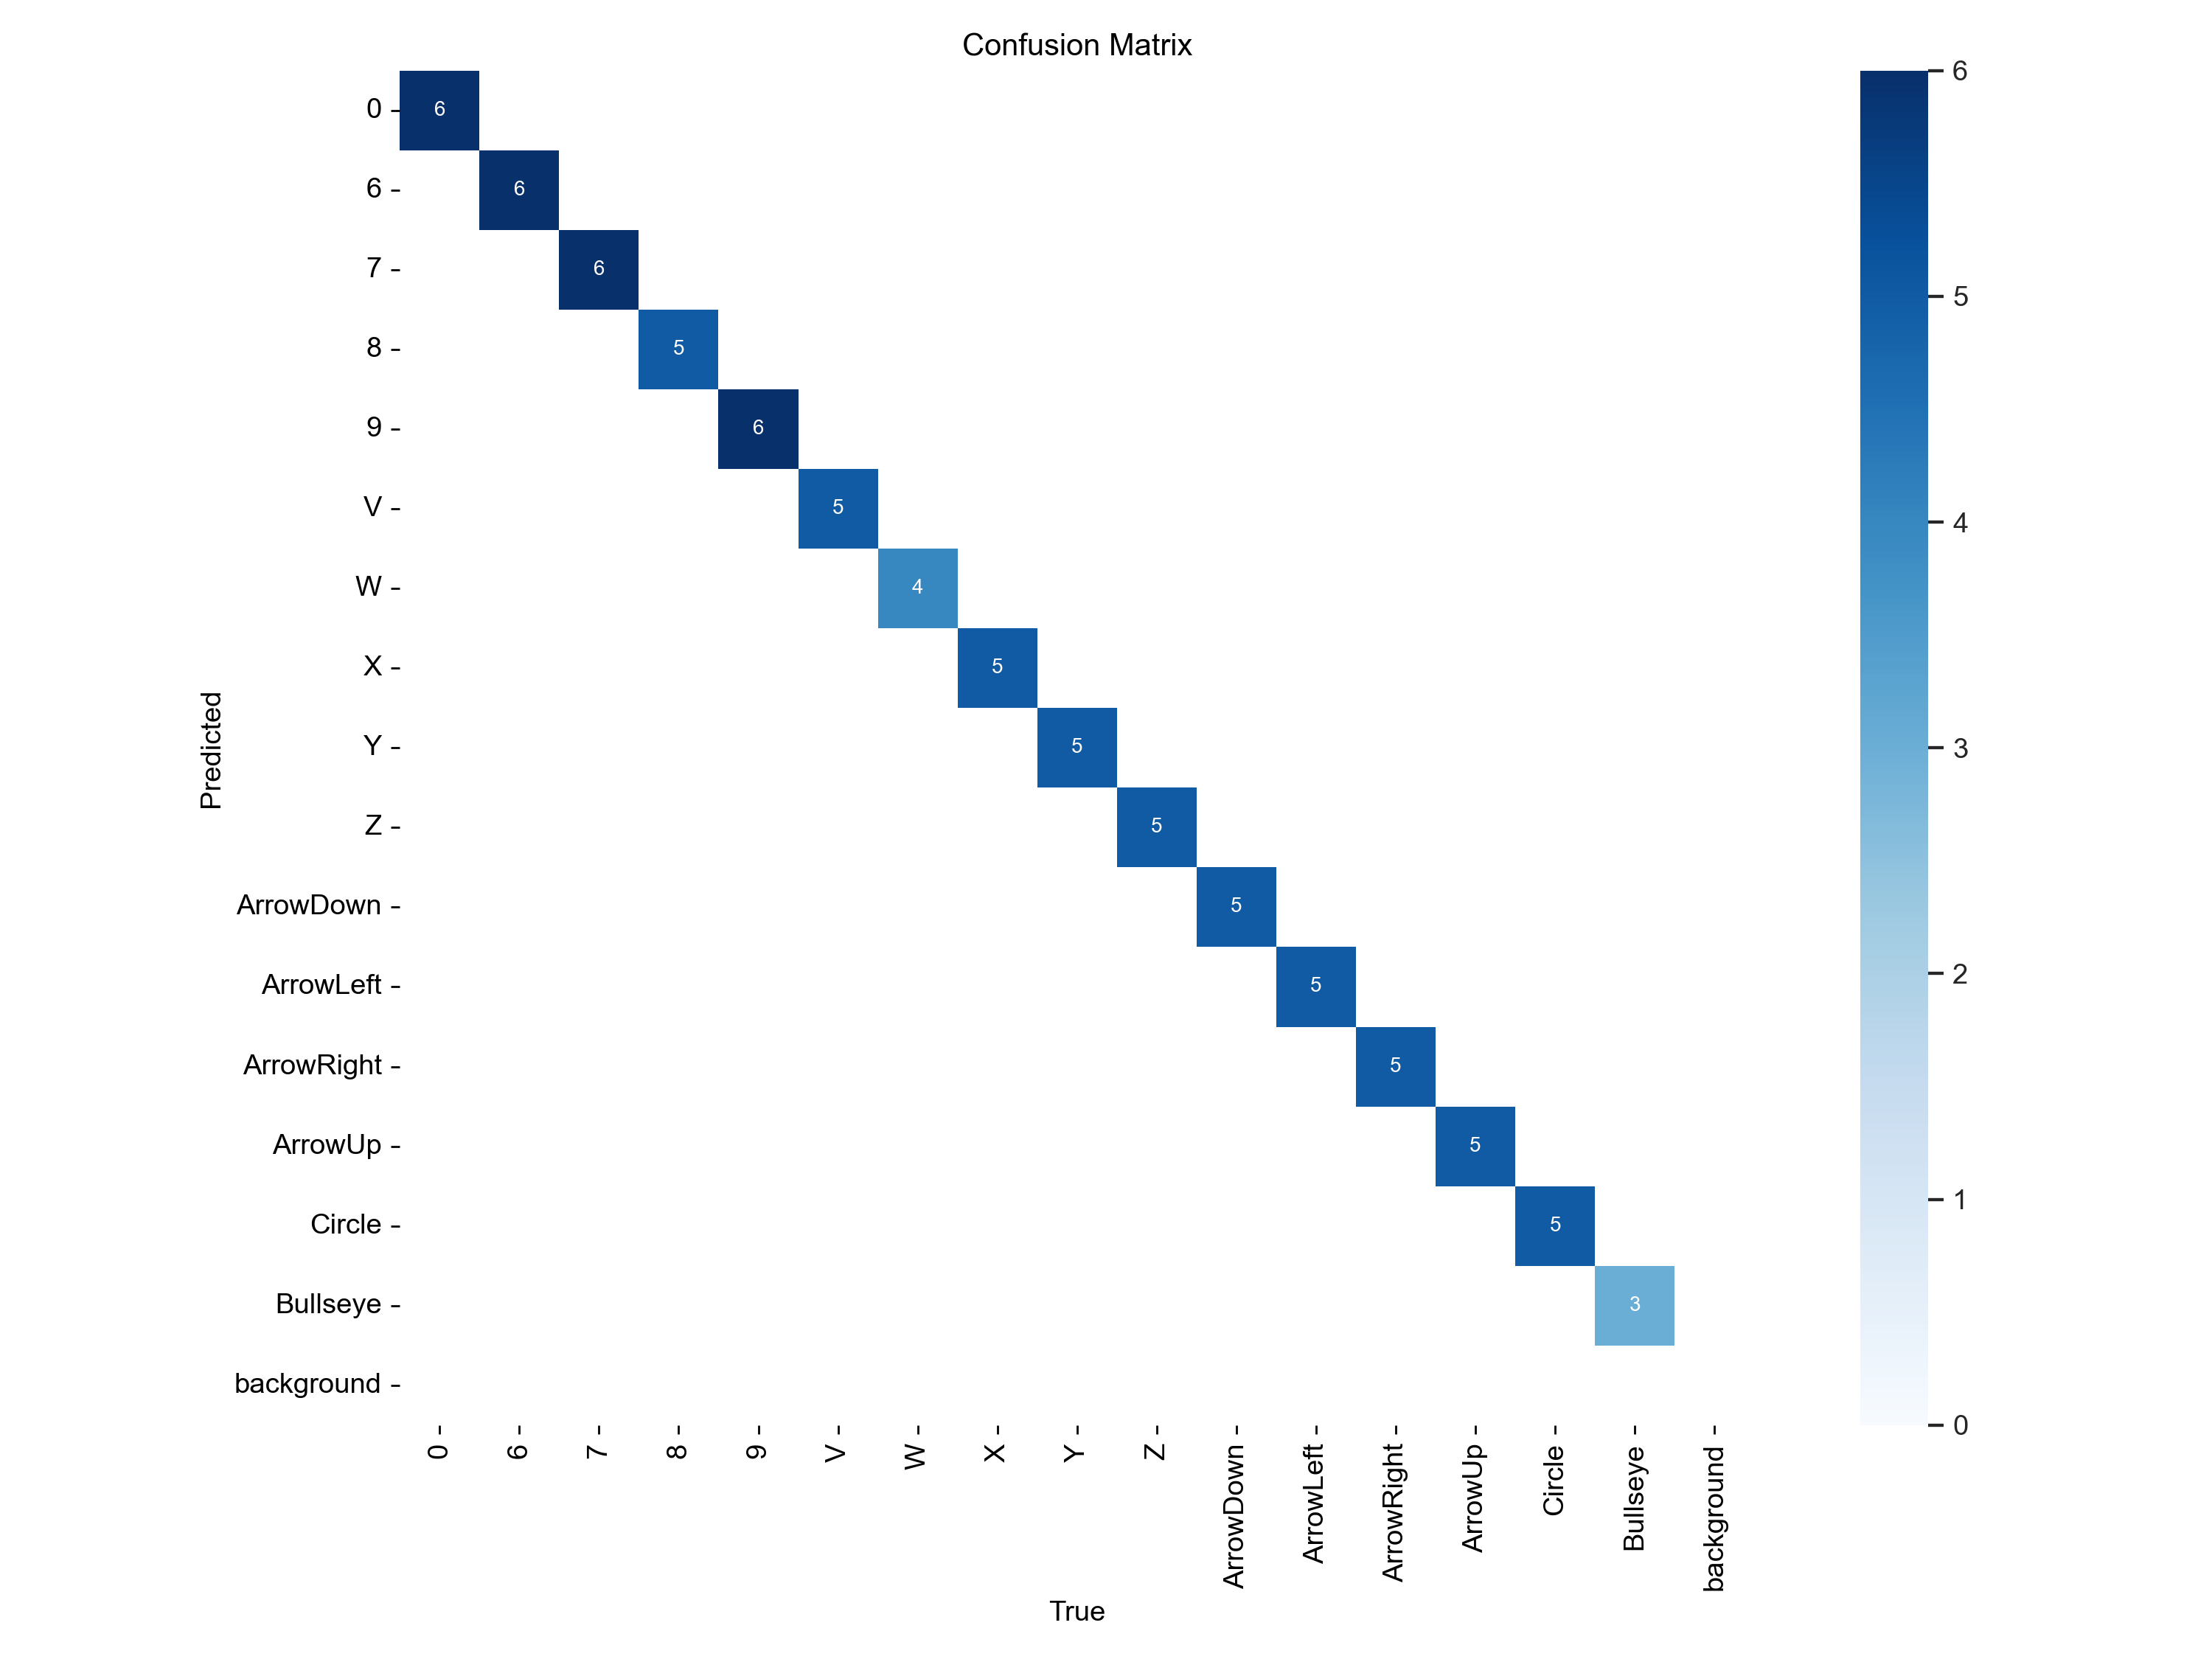 Confusion Matrix
0 6
6 6
7 6
8 5
9 6
V 5
W 4
X 5
Y 5
Z 5
ArrowDown 5
ArrowLeft 5
ArrowRight 5
ArrowUp 5
Circle 5
Bullseye 3
background
Predicted
0 6 7 8 9 V W X Y Z ArrowDown ArrowLeft ArrowRight ArrowUp Circle Bullseye background
True
6
5
4
3
2
1
0